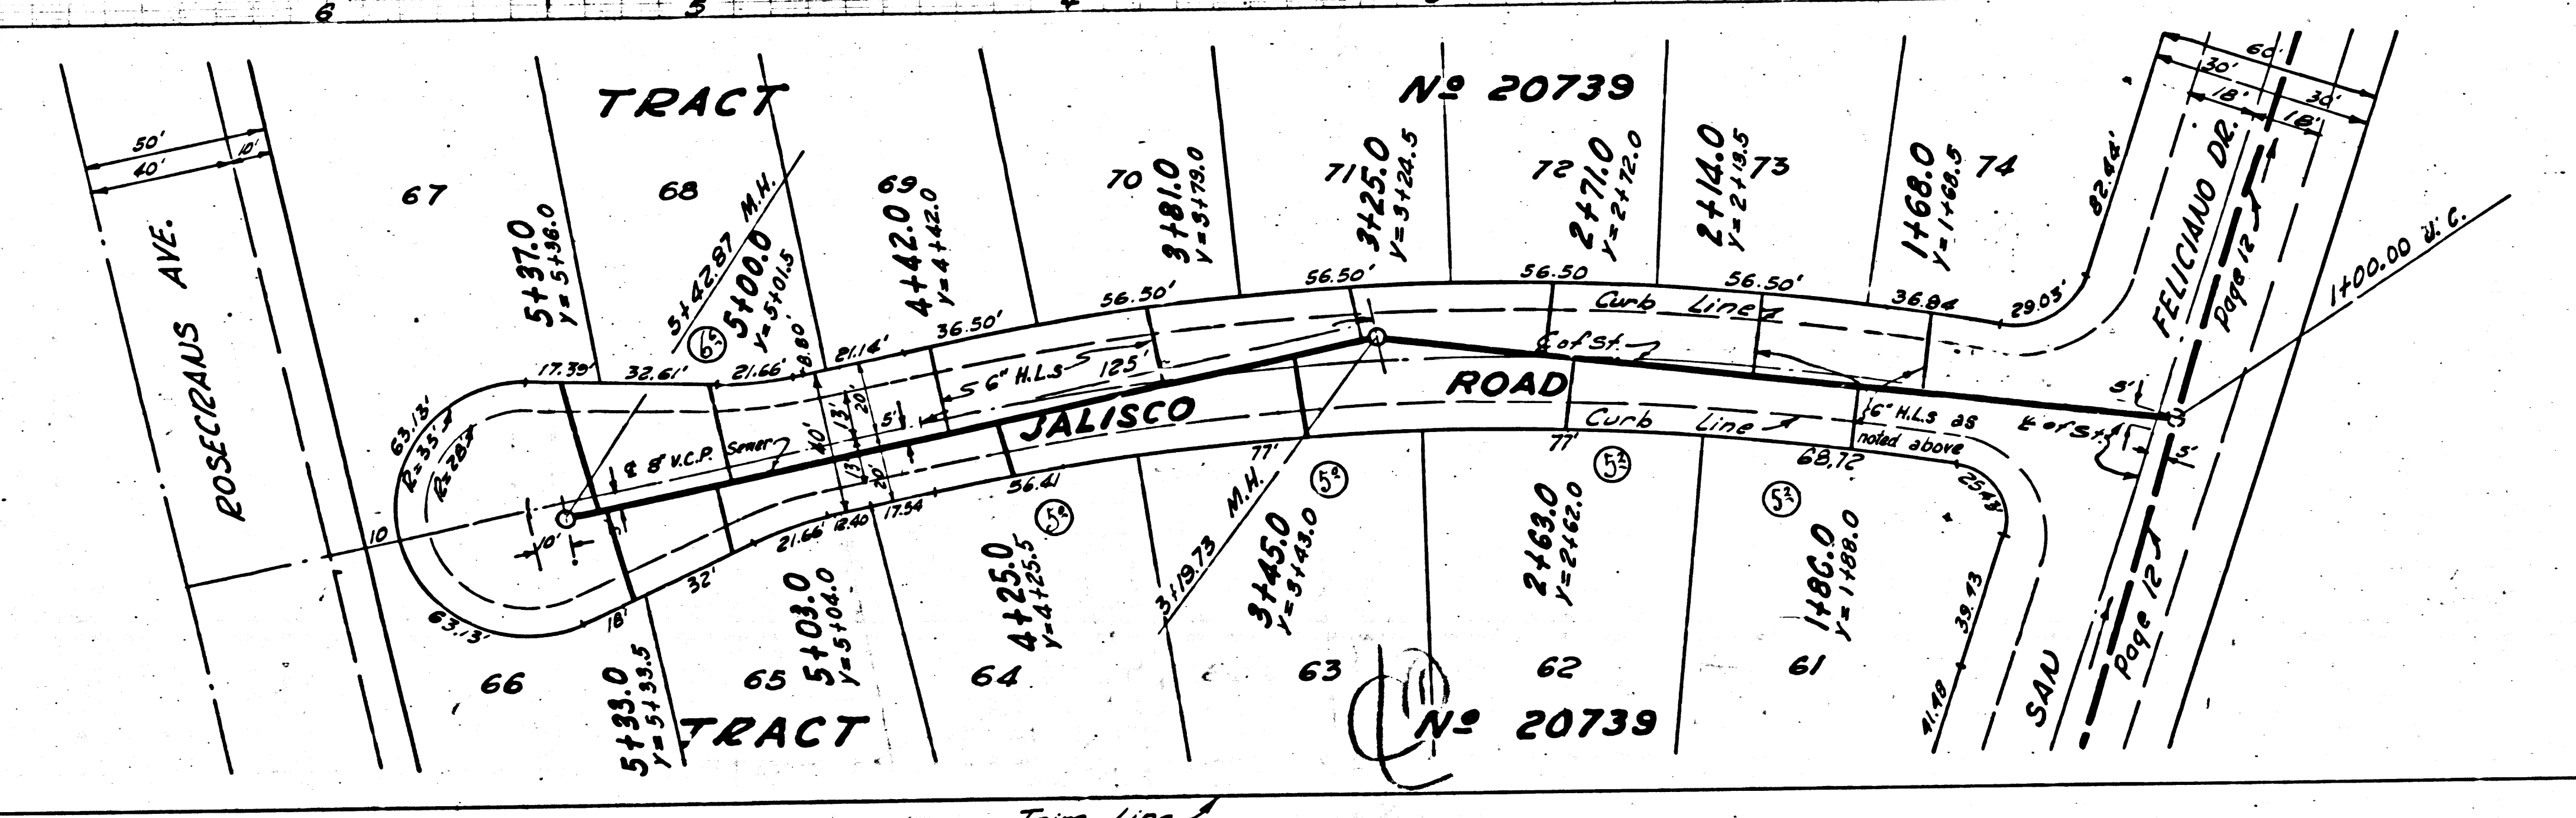 6 5 4
TRACT
Nº 20739
60'
30'
18'
30'
18'
50'
40'
10'
ROSECRANS AVE.
67
68
69
70
71
72
73
74
5+37.0
y=5+36.0
5+42.87 M.H.
5+00.0
y=5+01.5
4+42.0
y=4+42.0
3+81.0
y=3+79.0
3+25.0
y=3+24.5
2+71.0
y=2+72.0
2+14.0
1+68.0
y=1+68.5
82.44'
FELICIANO DR.
Page 12
1+00.00 J.C.
17.39'
32.61'
21.66'
21.14'
36.50'
56.50'
56.50'
56.50
56.50'
36.84
29.03'
Curb Line
℄ of St.
6" H.L.s
125'
JALISCO
ROAD
Curb Line
6" H.L.s as
noted above
℄ of St.
5'
5'
63.13'
R=35'
R=28'
℄ 8" V.C.P. Sewer
40'
13'
20'
5'
13'
20'
10
10'
5'
63.13'
18'
32'
21.66'
12.40
17.54
56.41
77'
77'
68.72
25.43
39.93
41.48
3+19.73 M.H.
66
65
64
63
62
61
5+33.0
y=5+33.5
5+03.0
y=5+04.0
4+25.0
y=4+25.5
3+45.0
y=3+43.0
2+63.0
y=2+62.0
1+86.0
y=1+88.0
SAN
Page 12
TRACT
Nº 20739
Trim Line